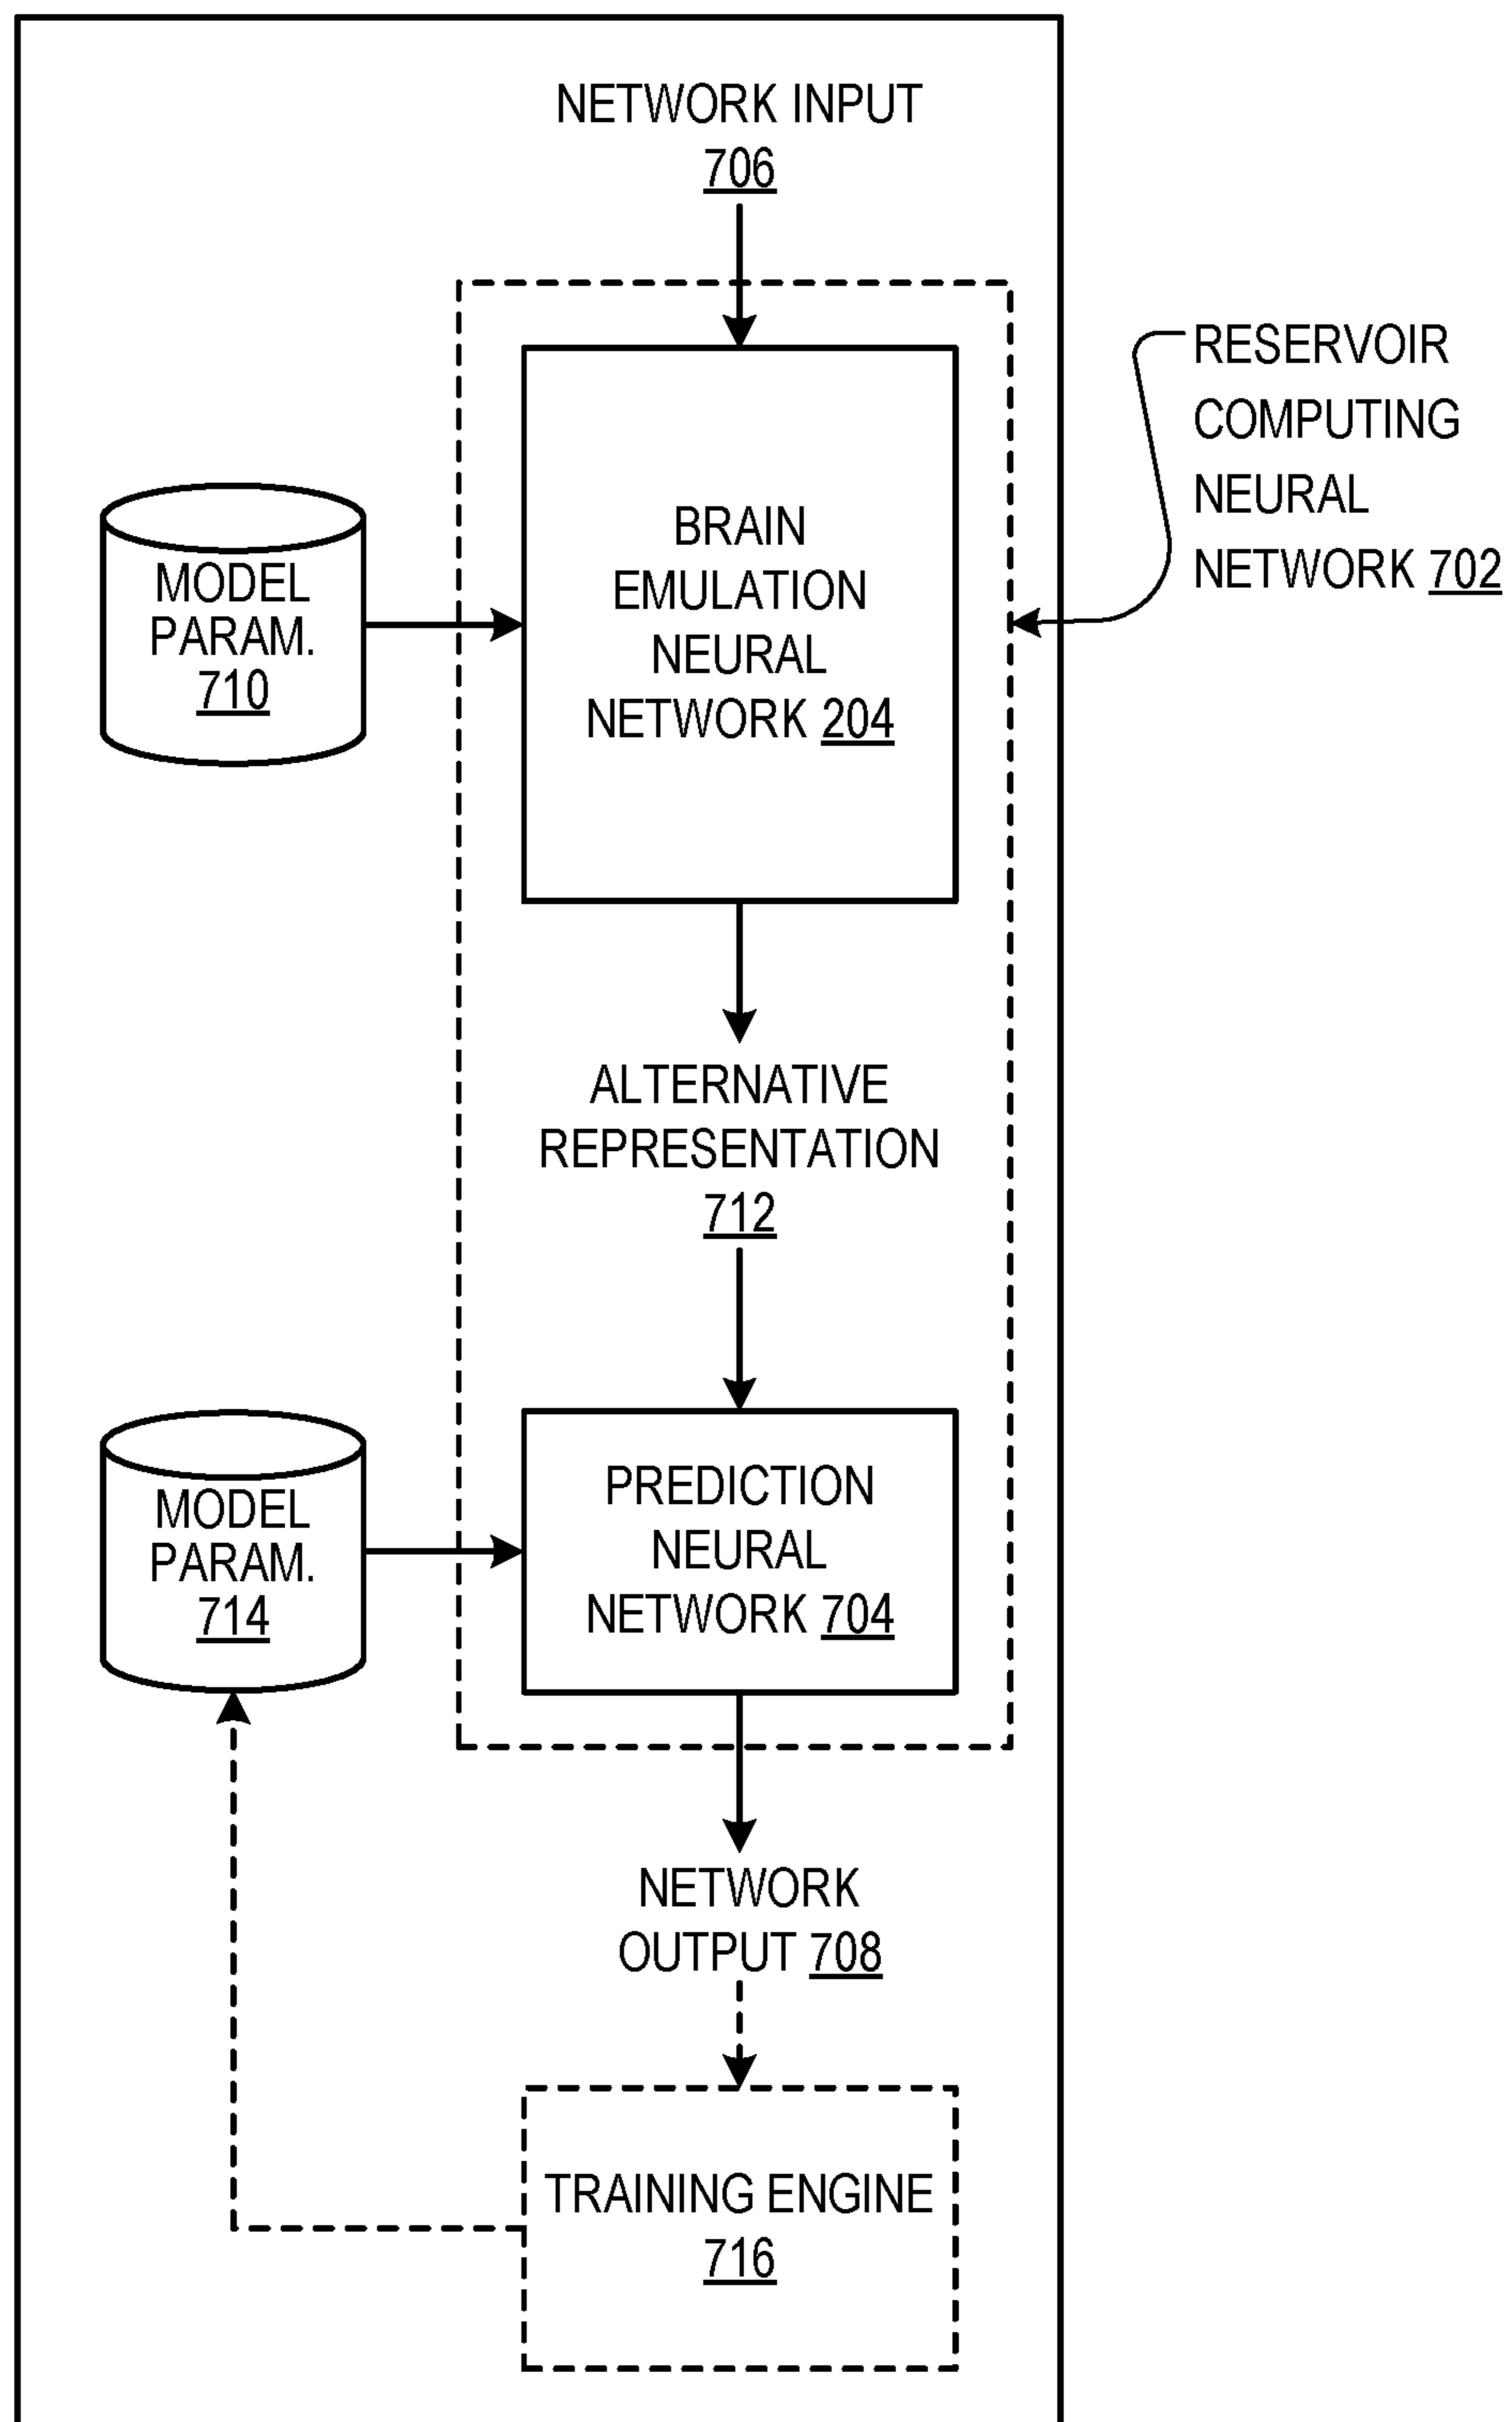 NETWORK INPUT
706
RESERVOIR
COMPUTING
NEURAL
NETWORK 702
BRAIN
EMULATION
NEURAL
NETWORK 204
MODEL
PARAM.
710
ALTERNATIVE
REPRESENTATION
712
PREDICTION
NEURAL
NETWORK 704
MODEL
PARAM.
714
NETWORK
OUTPUT 708
TRAINING ENGINE
716